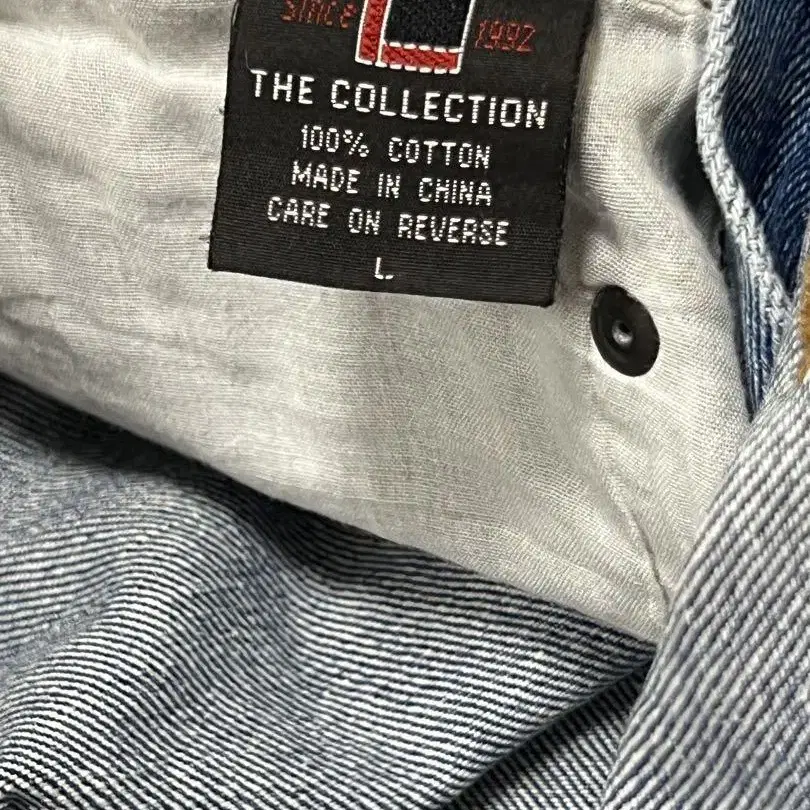 SINCE 1992
THE COLLECTION
100% COTTON
MADE IN CHINA
CARE ON REVERSE
L